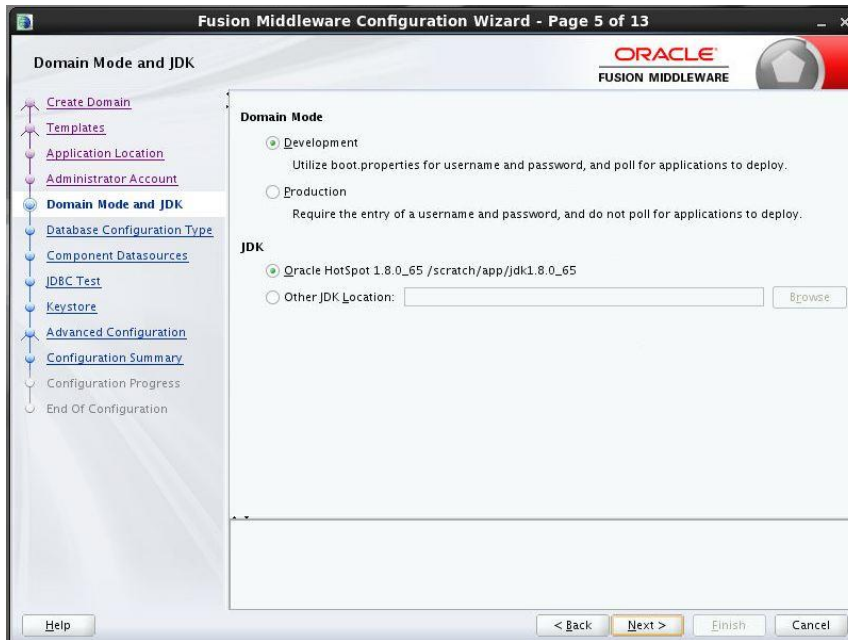 Fusion Middleware Configuration Wizard - Page 5 of 13
Domain Mode and JDK
ORACLE
FUSION MIDDLEWARE
Create Domain
Templates
Application Location
Administrator Account
Domain Mode and JDK
Database Configuration Type
Component Datasources
JDBC Test
Keystore
Advanced Configuration
Configuration Summary
Configuration Progress
End Of Configuration
Domain Mode
Development
Utilize boot.properties for username and password, and poll for applications to deploy.
Production
Require the entry of a username and password, and do not poll for applications to deploy.
JDK
Oracle HotSpot 1.8.0_65 /scratch/app/jdk1.8.0_65
Other JDK Location:
Browse
Help
< Back
Next >
Finish
Cancel